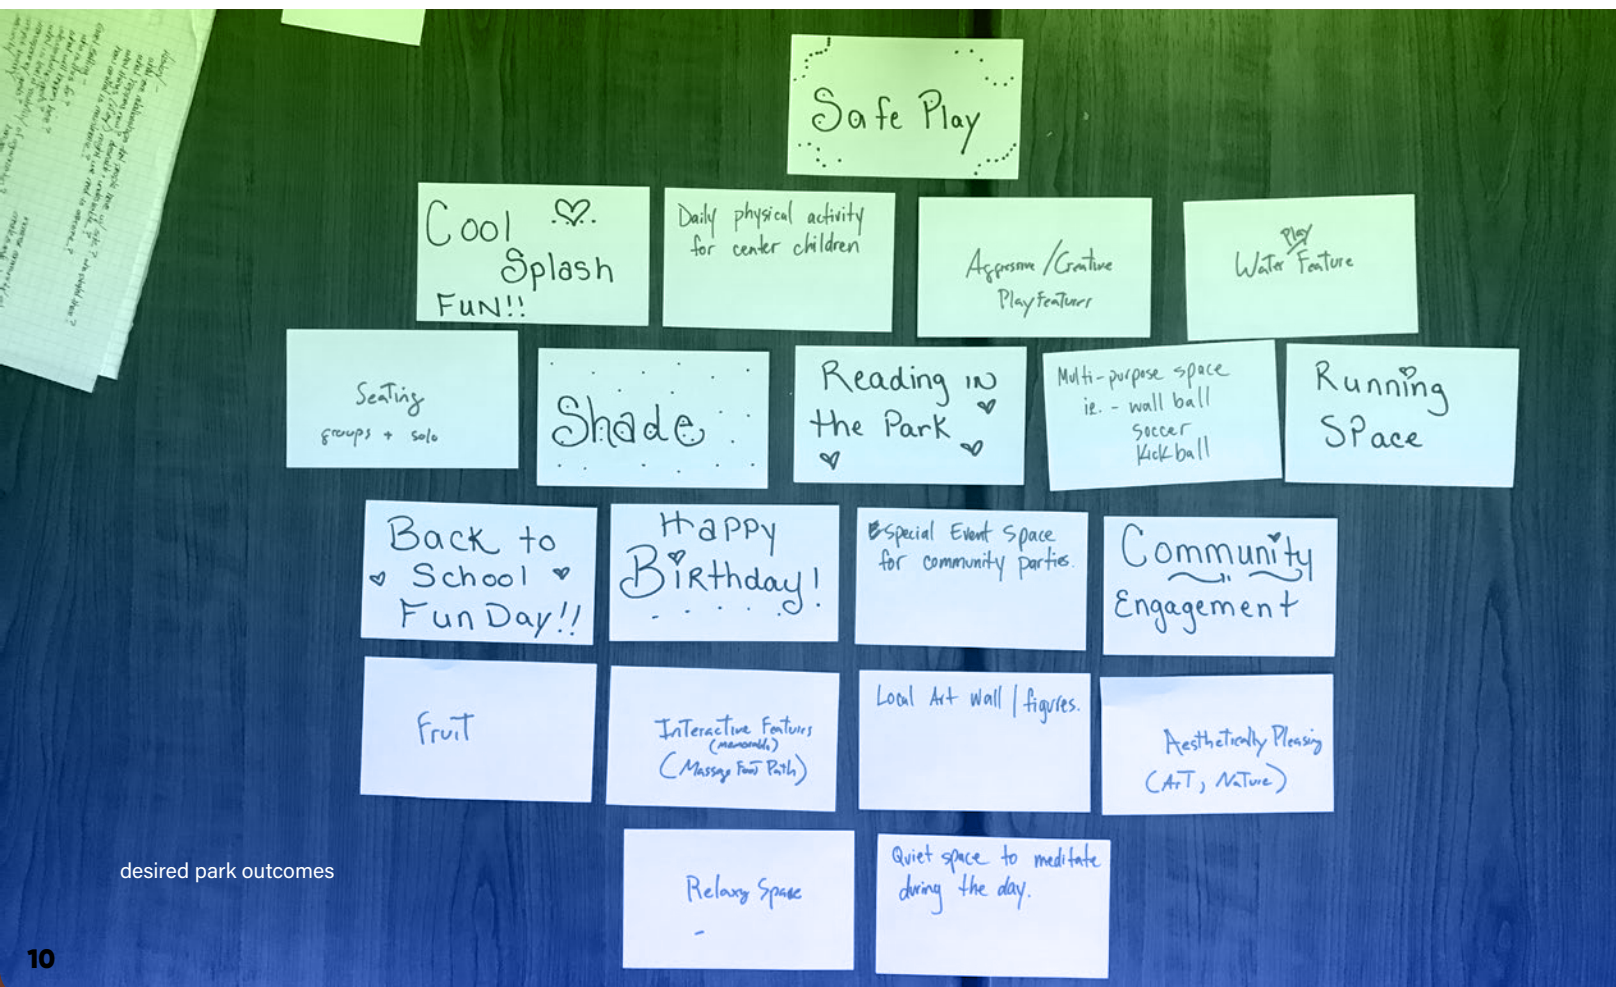 Safe Play
Cool
Splash
FUN!!
Daily physical activity
for center children
Aggressive/Creative
Play Features
Play
Water Feature
Seating
groups + solo
Shade
Reading IN
the Park
Multi-purpose space
ie. - wall ball
soccer
kickball
Running
SPace
Back to
School
Fun Day!!
Happy
Birthday!
Special Event Space
for community parties.
Community
Engagement
Fruit
Interactive Features
(memorable)
(Massage Foot Path)
Local Art Wall | figures.
Aesthetically Pleasing
(ArT, Nature)
Relaxing Space
-
Quiet space to meditate
during the day.
desired park outcomes
10